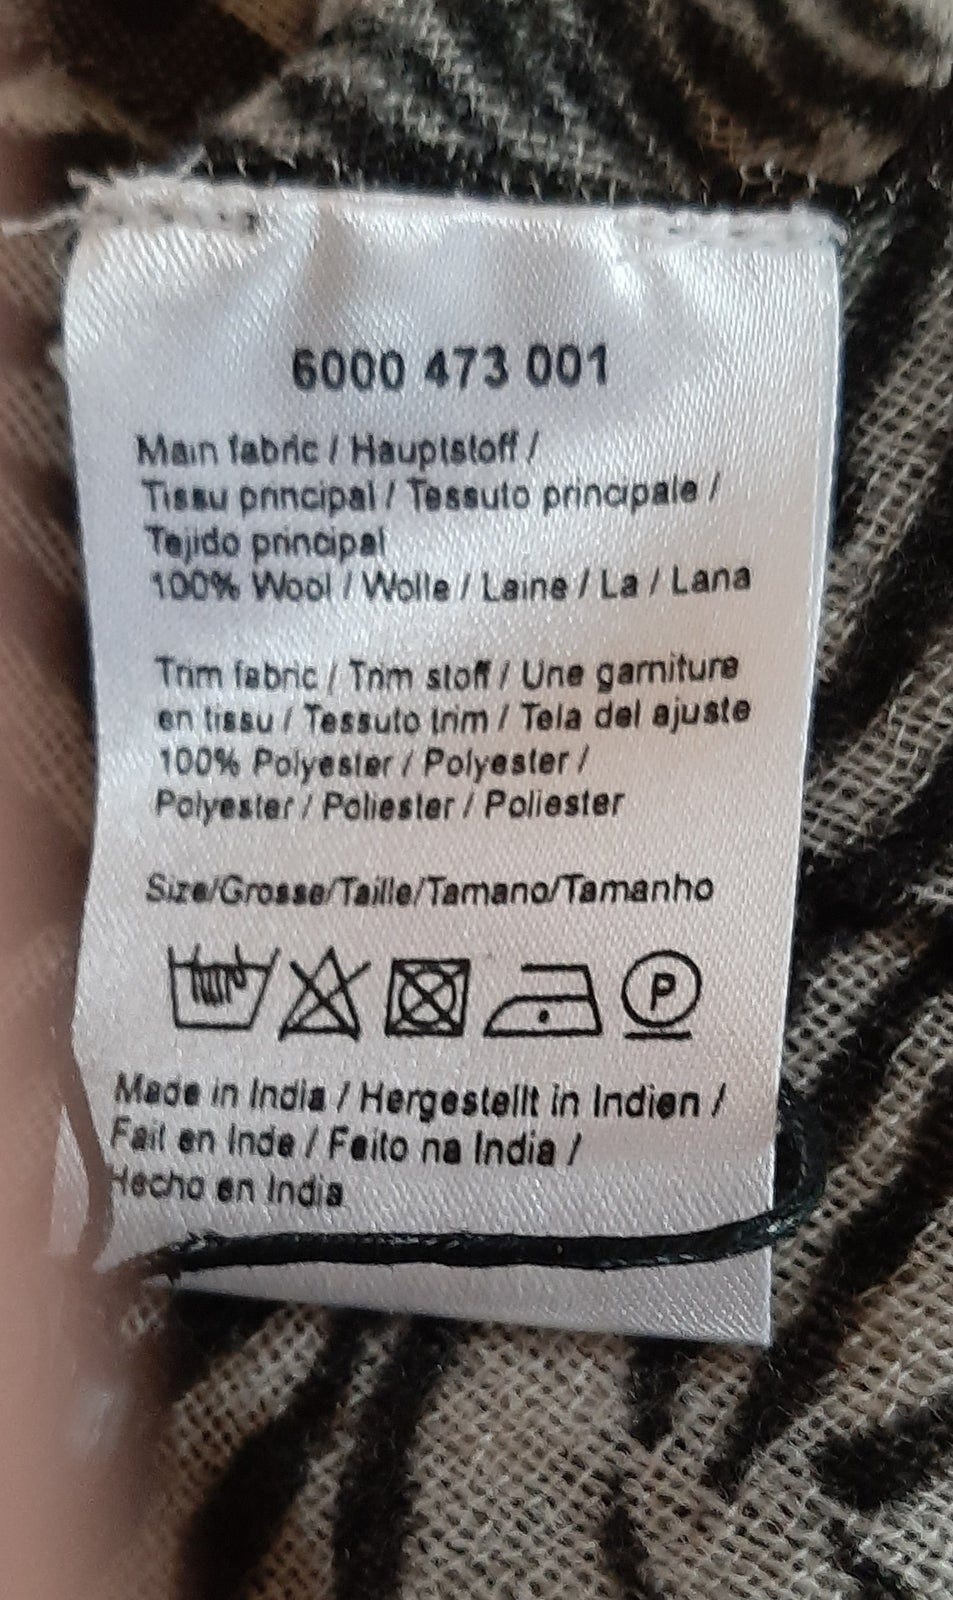 6000 473 001
Main fabric / Hauptstoff /
Tissu principal / Tessuto principale /
Tejido principal
100% Wool / Wolle / Laine / La / Lana
Trim fabric / Trim stoff / Une garniture
en tissu / Tessuto trim / Tela del ajuste
100% Polyester / Polyester /
Polyester / Poliester / Poliester
Size/Grosse/Taille/Tamano/Tamanho
P
Made in India / Hergestellt in Indien /
Fait en Inde / Feito na India /
Hecho en India